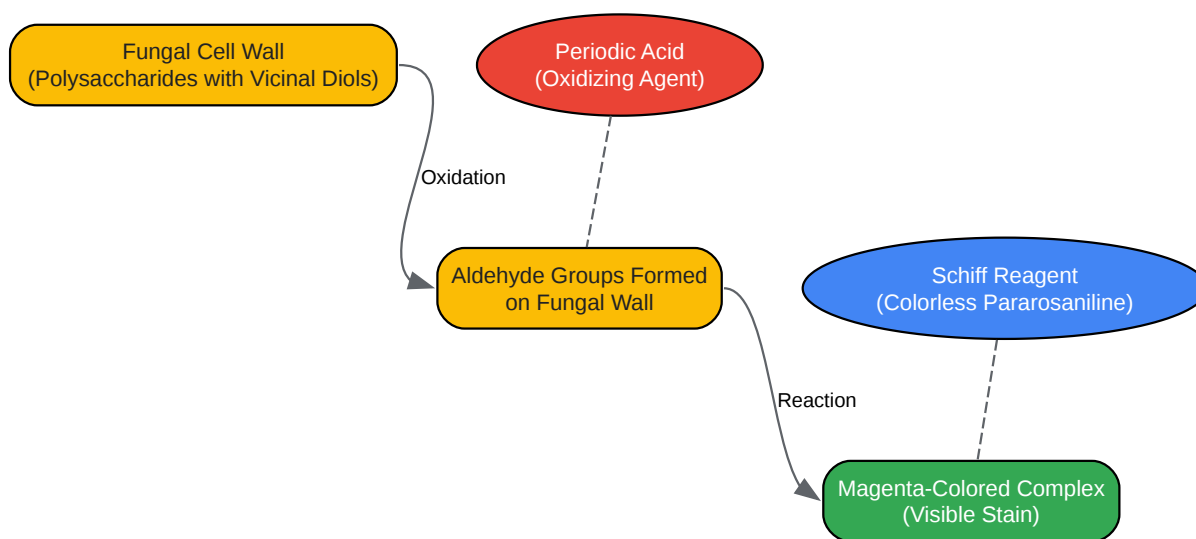 Fungal Cell Wall
(Polysaccharides with Vicinal Diols)
Periodic Acid
(Oxidizing Agent)
Oxidation
Aldehyde Groups Formed
on Fungal Wall
Schiff Reagent
(Colorless Pararosaniline)
Reaction
Magenta-Colored Complex
(Visible Stain)